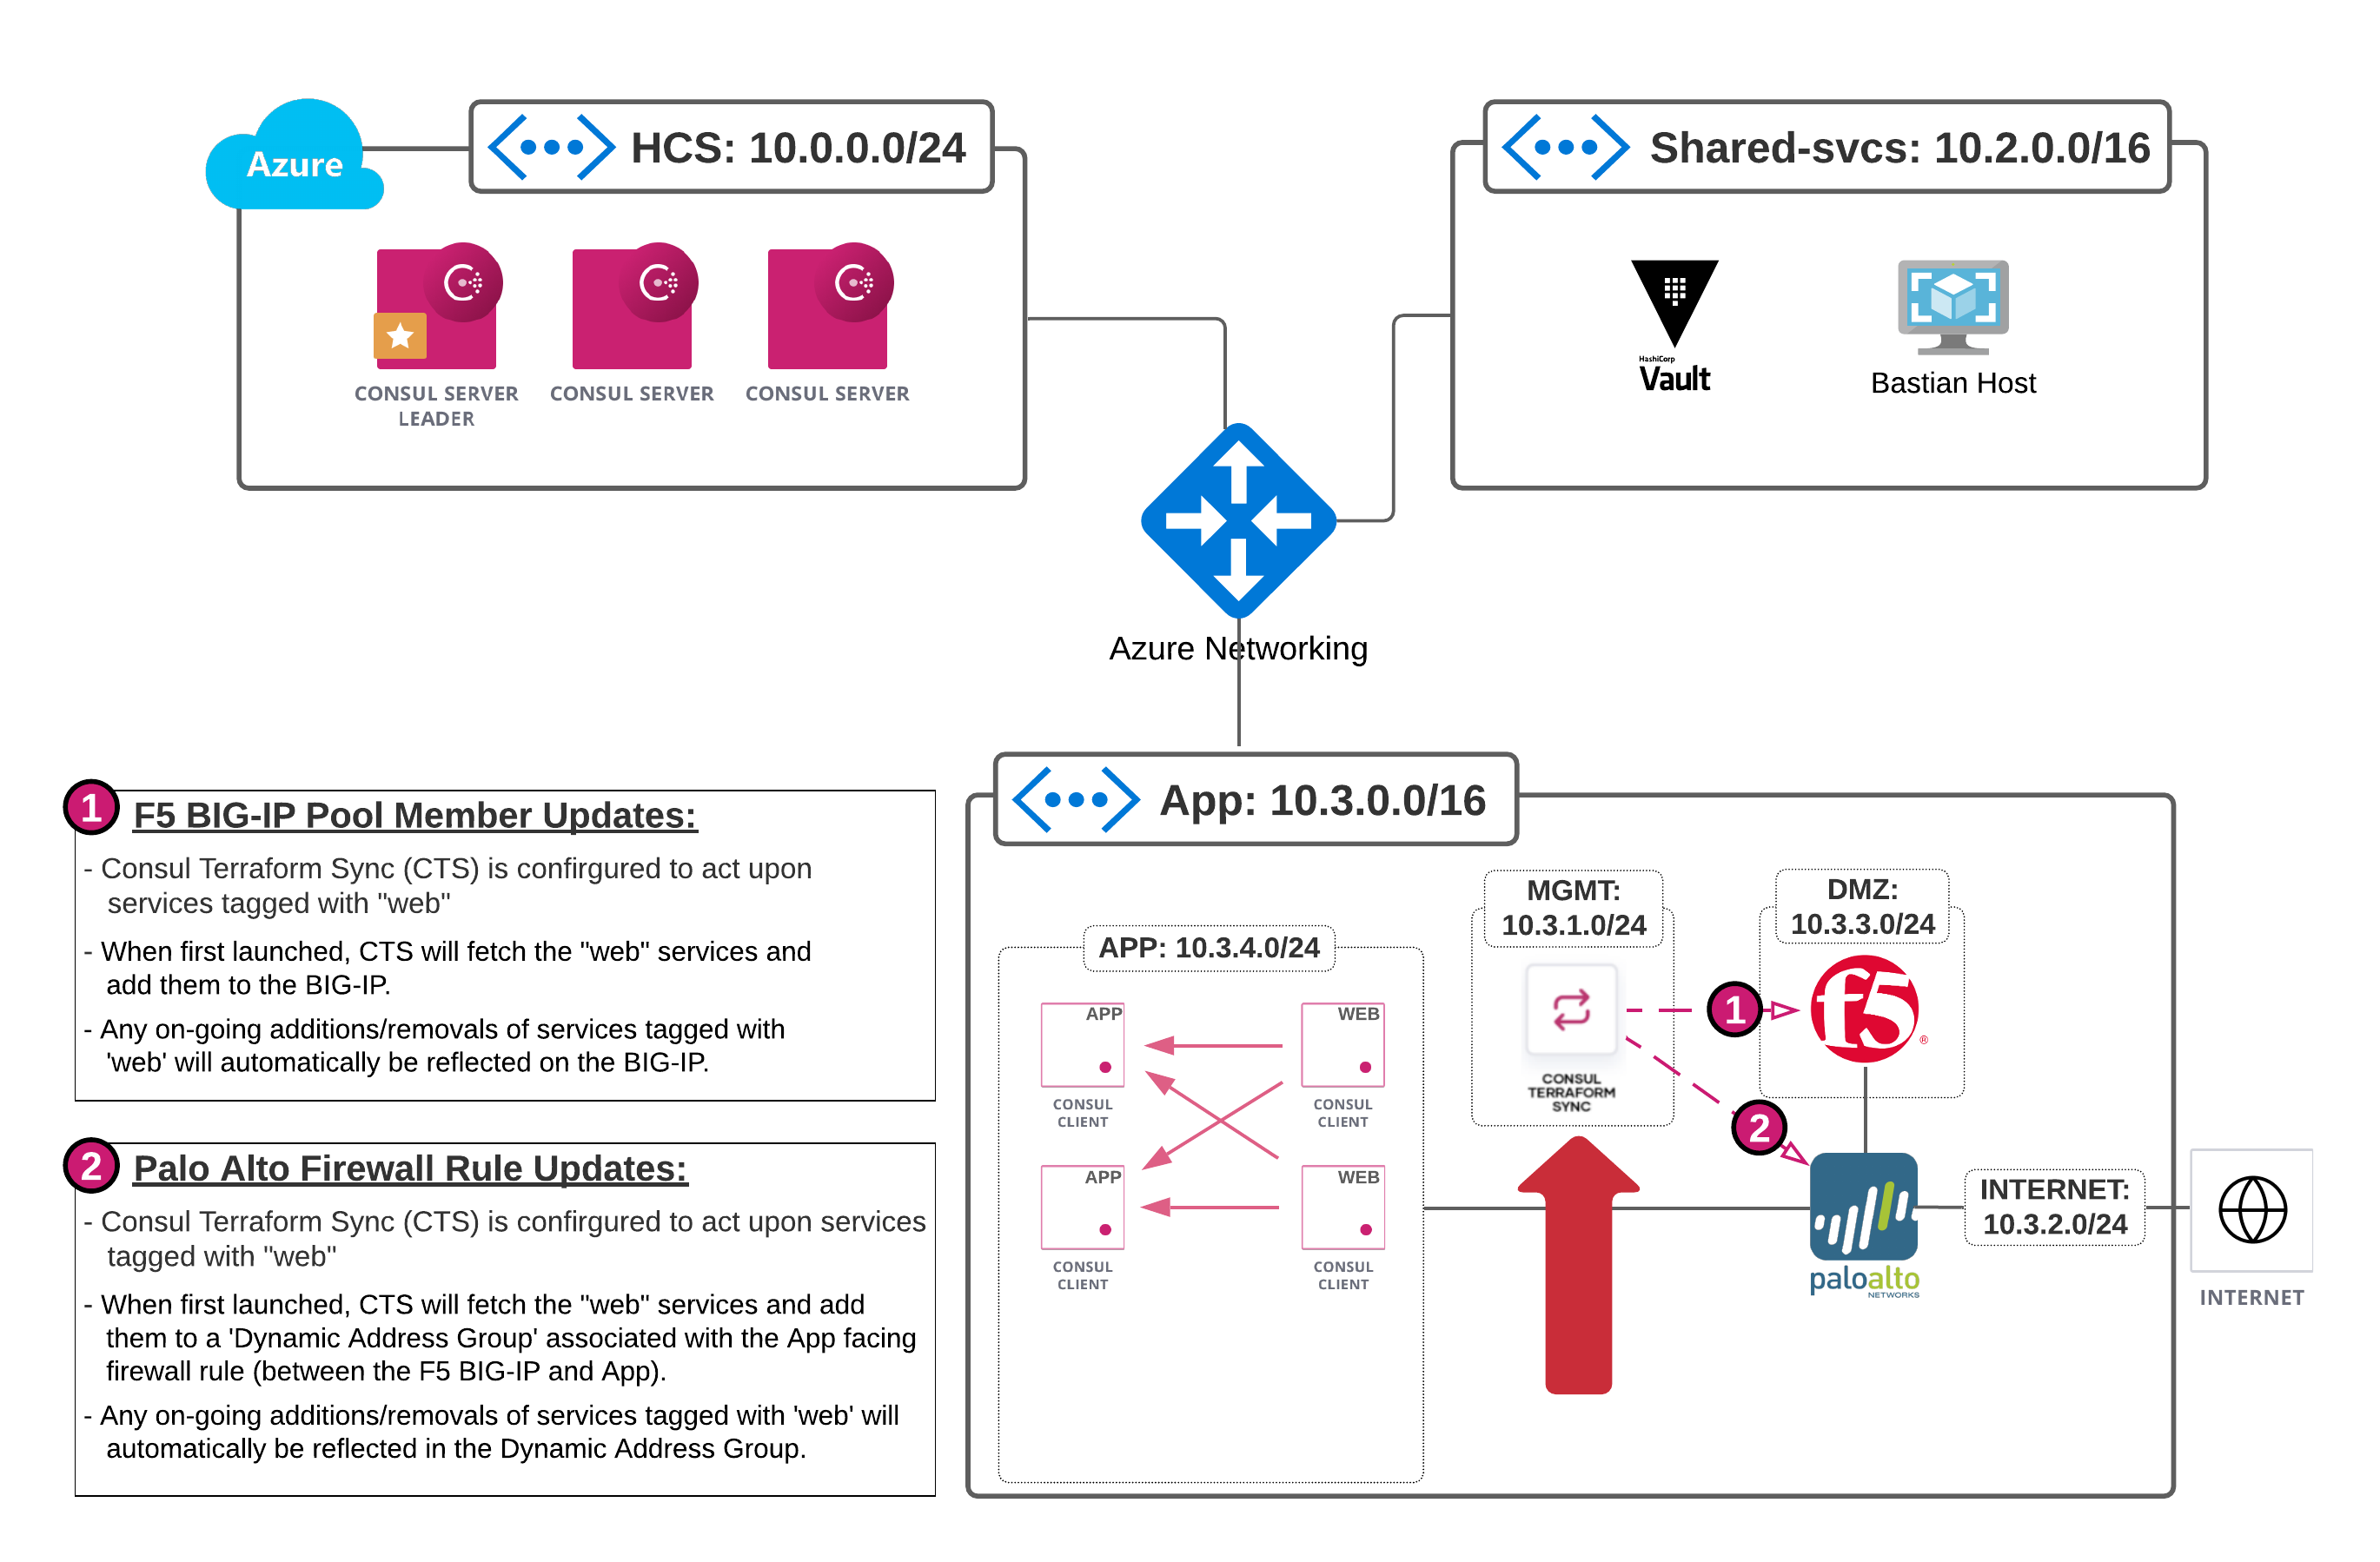 Azure
HCS: 10.0.0.0/24
Shared-svcs: 10.2.0.0/16
CONSUL SERVER
LEADER
CONSUL SERVER
CONSUL SERVER
HashiCorp
Vault
Bastian Host
Azure Networking
1
F5 BIG-IP Pool Member Updates:
- Consul Terraform Sync (CTS) is confirgured to act upon
services tagged with "web"
- When first launched, CTS will fetch the "web" services and
add them to the BIG-IP.
- Any on-going additions/removals of services tagged with
'web' will automatically be reflected on the BIG-IP.
2
Palo Alto Firewall Rule Updates:
- Consul Terraform Sync (CTS) is confirgured to act upon services
tagged with "web"
- When first launched, CTS will fetch the "web" services and add
them to a 'Dynamic Address Group' associated with the App facing
firewall rule (between the F5 BIG-IP and App).
- Any on-going additions/removals of services tagged with 'web' will
automatically be reflected in the Dynamic Address Group.
App: 10.3.0.0/16
APP: 10.3.4.0/24
APP
CONSUL
CLIENT
WEB
CONSUL
CLIENT
APP
CONSUL
CLIENT
WEB
CONSUL
CLIENT
MGMT:
10.3.1.0/24
CONSUL
TERRAFORM
SYNC
1
2
DMZ:
10.3.3.0/24
f5®
paloalto
NETWORKS
INTERNET:
10.3.2.0/24
INTERNET